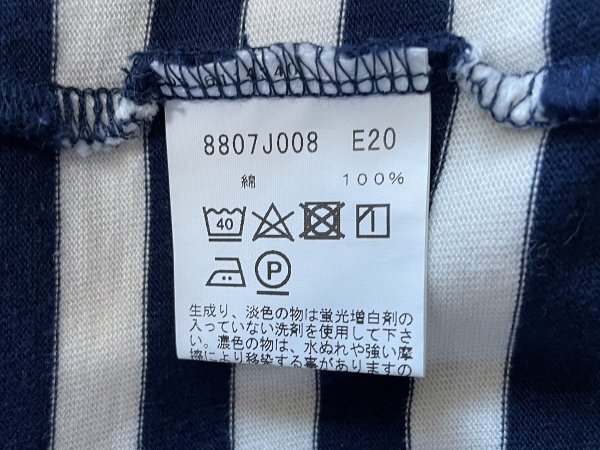 8807J008 E20
綿 100%
40
P
生成り、淡色の物は蛍光増白剤の
入っていない洗剤を使用して下さ
い。濃色の物は、水ぬれや強い摩
擦により移染する事がありますの